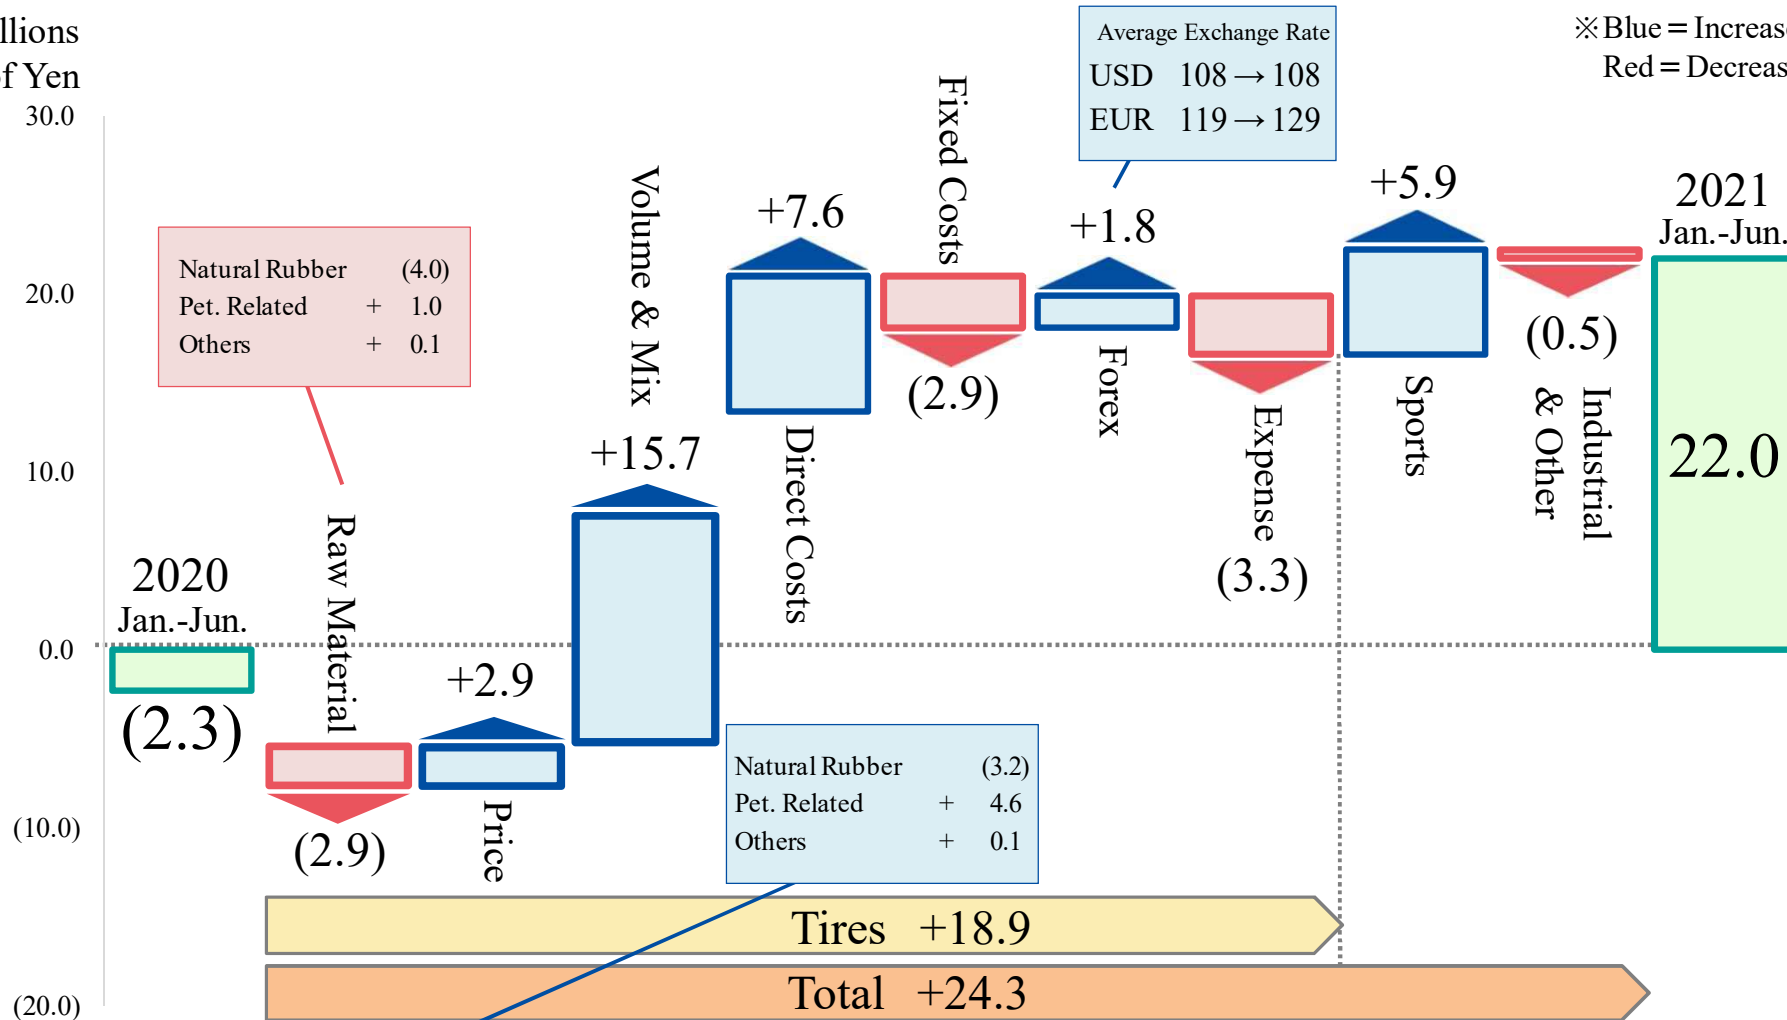 llions
of Yen
※Blue＝Increase
Red＝Decreas
30.0
20.0
10.0
0.0
(10.0)
(20.0)
Average Exchange Rate
USD 108→108
EUR 119→129
Natural Rubber (4.0)
Pet. Related + 1.0
Others + 0.1
2020
Jan.-Jun.
(2.3)
Raw Material
(2.9)
+2.9
Price
Volume & Mix
+15.7
+7.6
Direct Costs
Fixed Costs
(2.9)
+1.8
Forex
Expense
(3.3)
+5.9
Sports
(0.5)
Industrial
& Other
2021
Jan.-Jun.
22.0
Natural Rubber (3.2)
Pet. Related + 4.6
Others + 0.1
Tires +18.9
Total +24.3